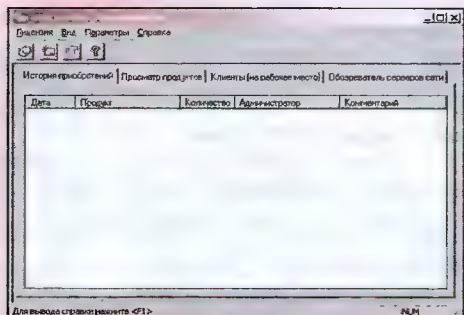 Лицензия Вид Параметры Справка
История приобретений Просмотр продуктов Клиенты (на рабочее место) Обозреватель серверов сети
Дата Продукт Количество Администратор Комментарий
Для вывода справки нажмите <F1> NUM